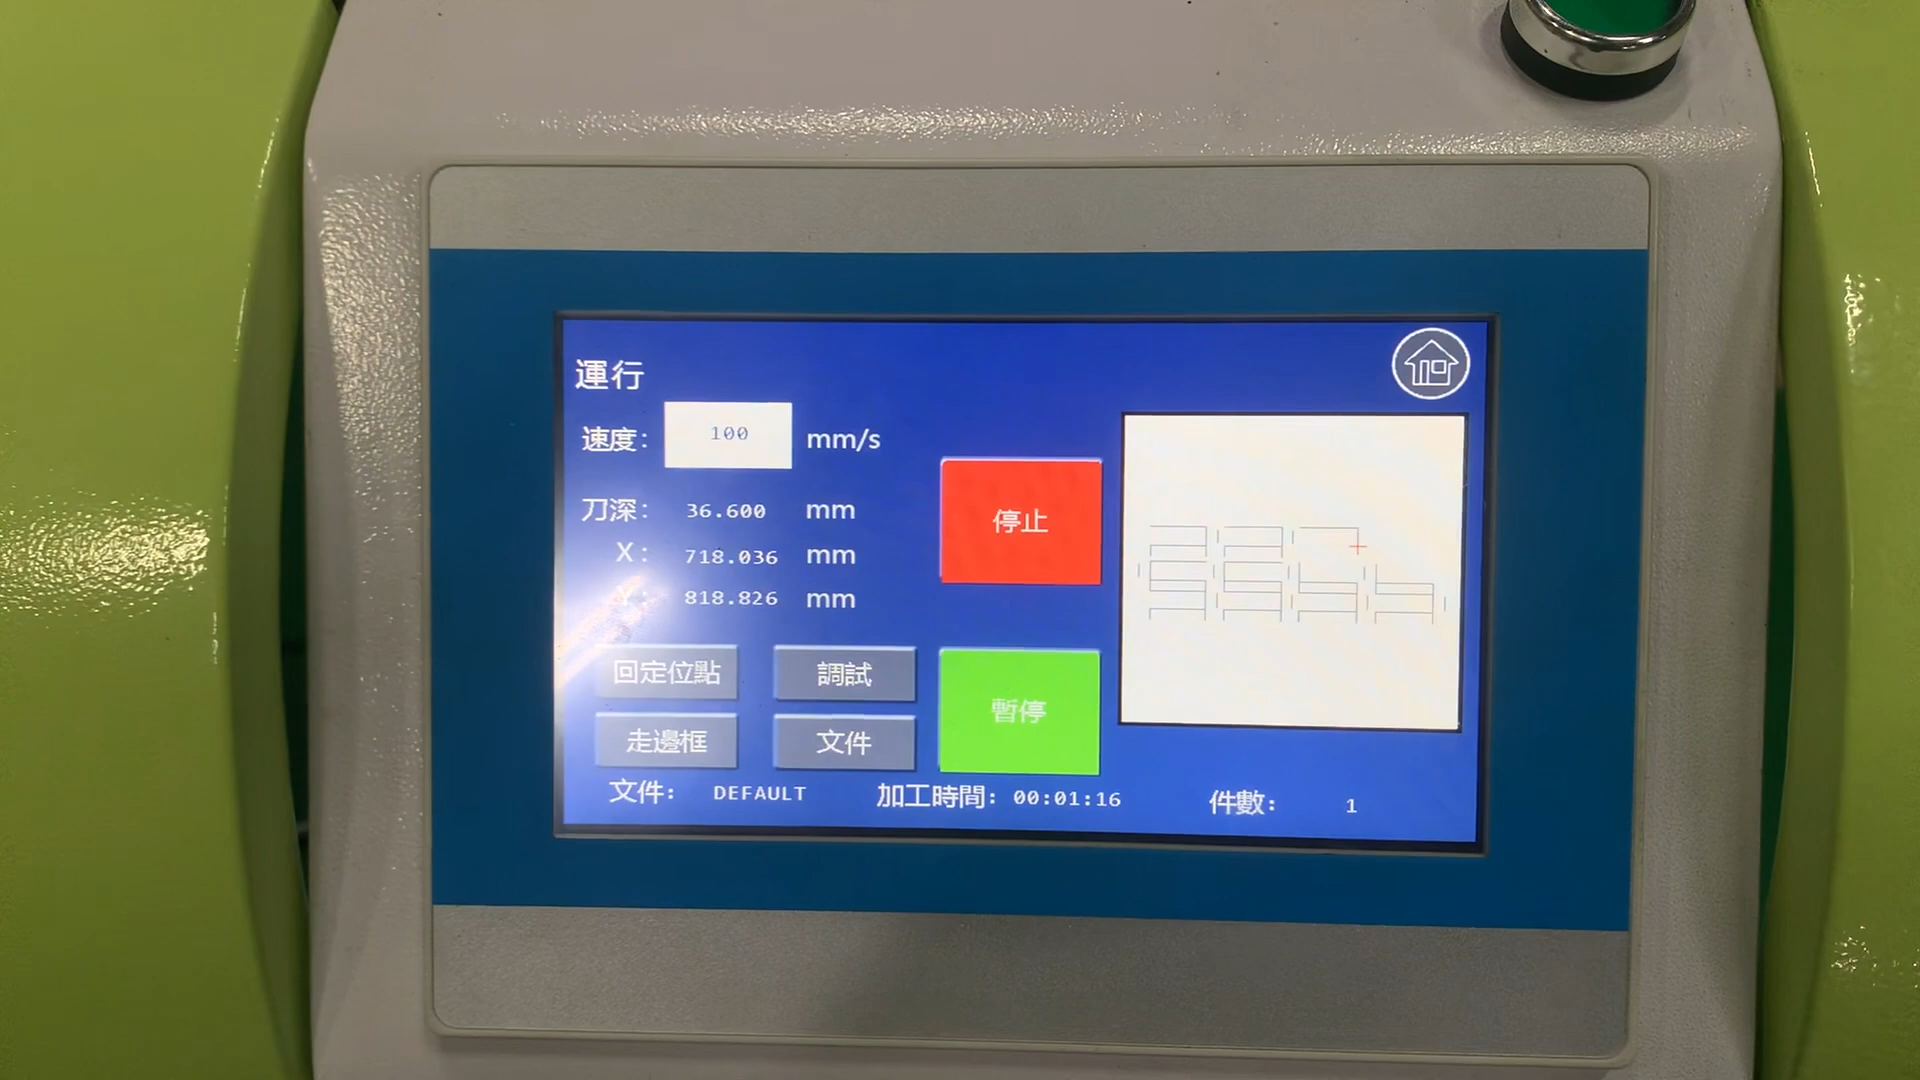 運行
速度： 100 mm/s
刀深： 36.600 mm
X： 718.036 mm
Y： 818.826 mm
停止
回定位點 調試
暫停
走邊框 文件
文件： DEFAULT 加工時間：00:01:16 件數： 1